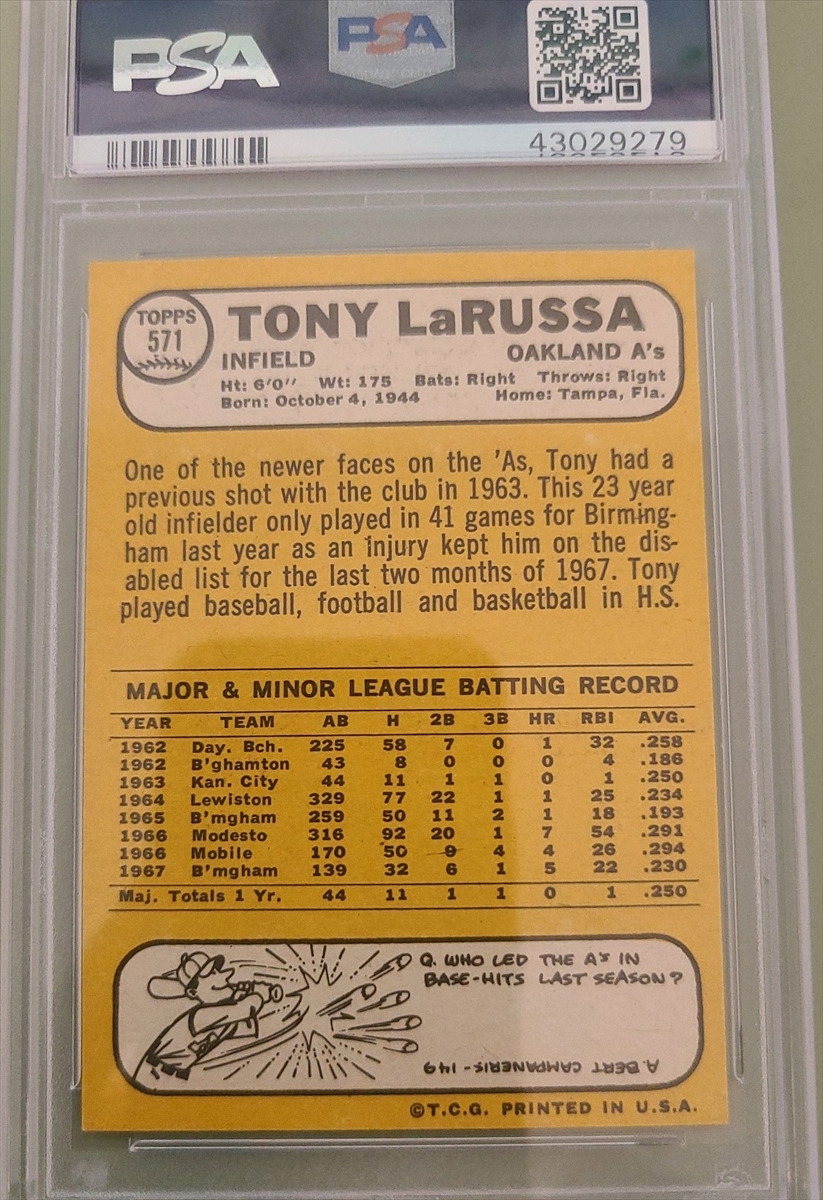 PSA
PSA
43029279
TOPPS
571
TONY LaRUSSA
INFIELD OAKLAND A's
Ht: 6'0'' Wt: 175 Bats: Right Throws: Right
Born: October 4, 1944 Home: Tampa, Fla.
One of the newer faces on the 'As, Tony had a
previous shot with the club in 1963. This 23 year
old infielder only played in 41 games for Birming-
ham last year as an injury kept him on the dis-
abled list for the last two months of 1967. Tony
played baseball, football and basketball in H.S.
MAJOR & MINOR LEAGUE BATTING RECORD
YEAR TEAM AB H 2B 3B HR RBI AVG.
1962 Day. Bch. 225 58 7 0 1 32 .258
1962 B'ghamton 43 8 0 0 0 4 .186
1963 Kan. City 44 11 1 1 0 1 .250
1964 Lewiston 329 77 22 1 1 25 .234
1965 B'mgham 259 50 11 2 1 18 .193
1966 Modesto 316 92 20 1 7 54 .291
1966 Mobile 170 50 9 4 4 26 .294
1967 B'mgham 139 32 6 1 5 22 .230
Maj. Totals 1 Yr. 44 11 1 1 0 1 .250
Q. WHO LED THE A's IN
BASE-HITS LAST SEASON?
A. BERT CAMPANERIS - 149
©T.C.G. PRINTED IN U.S.A.